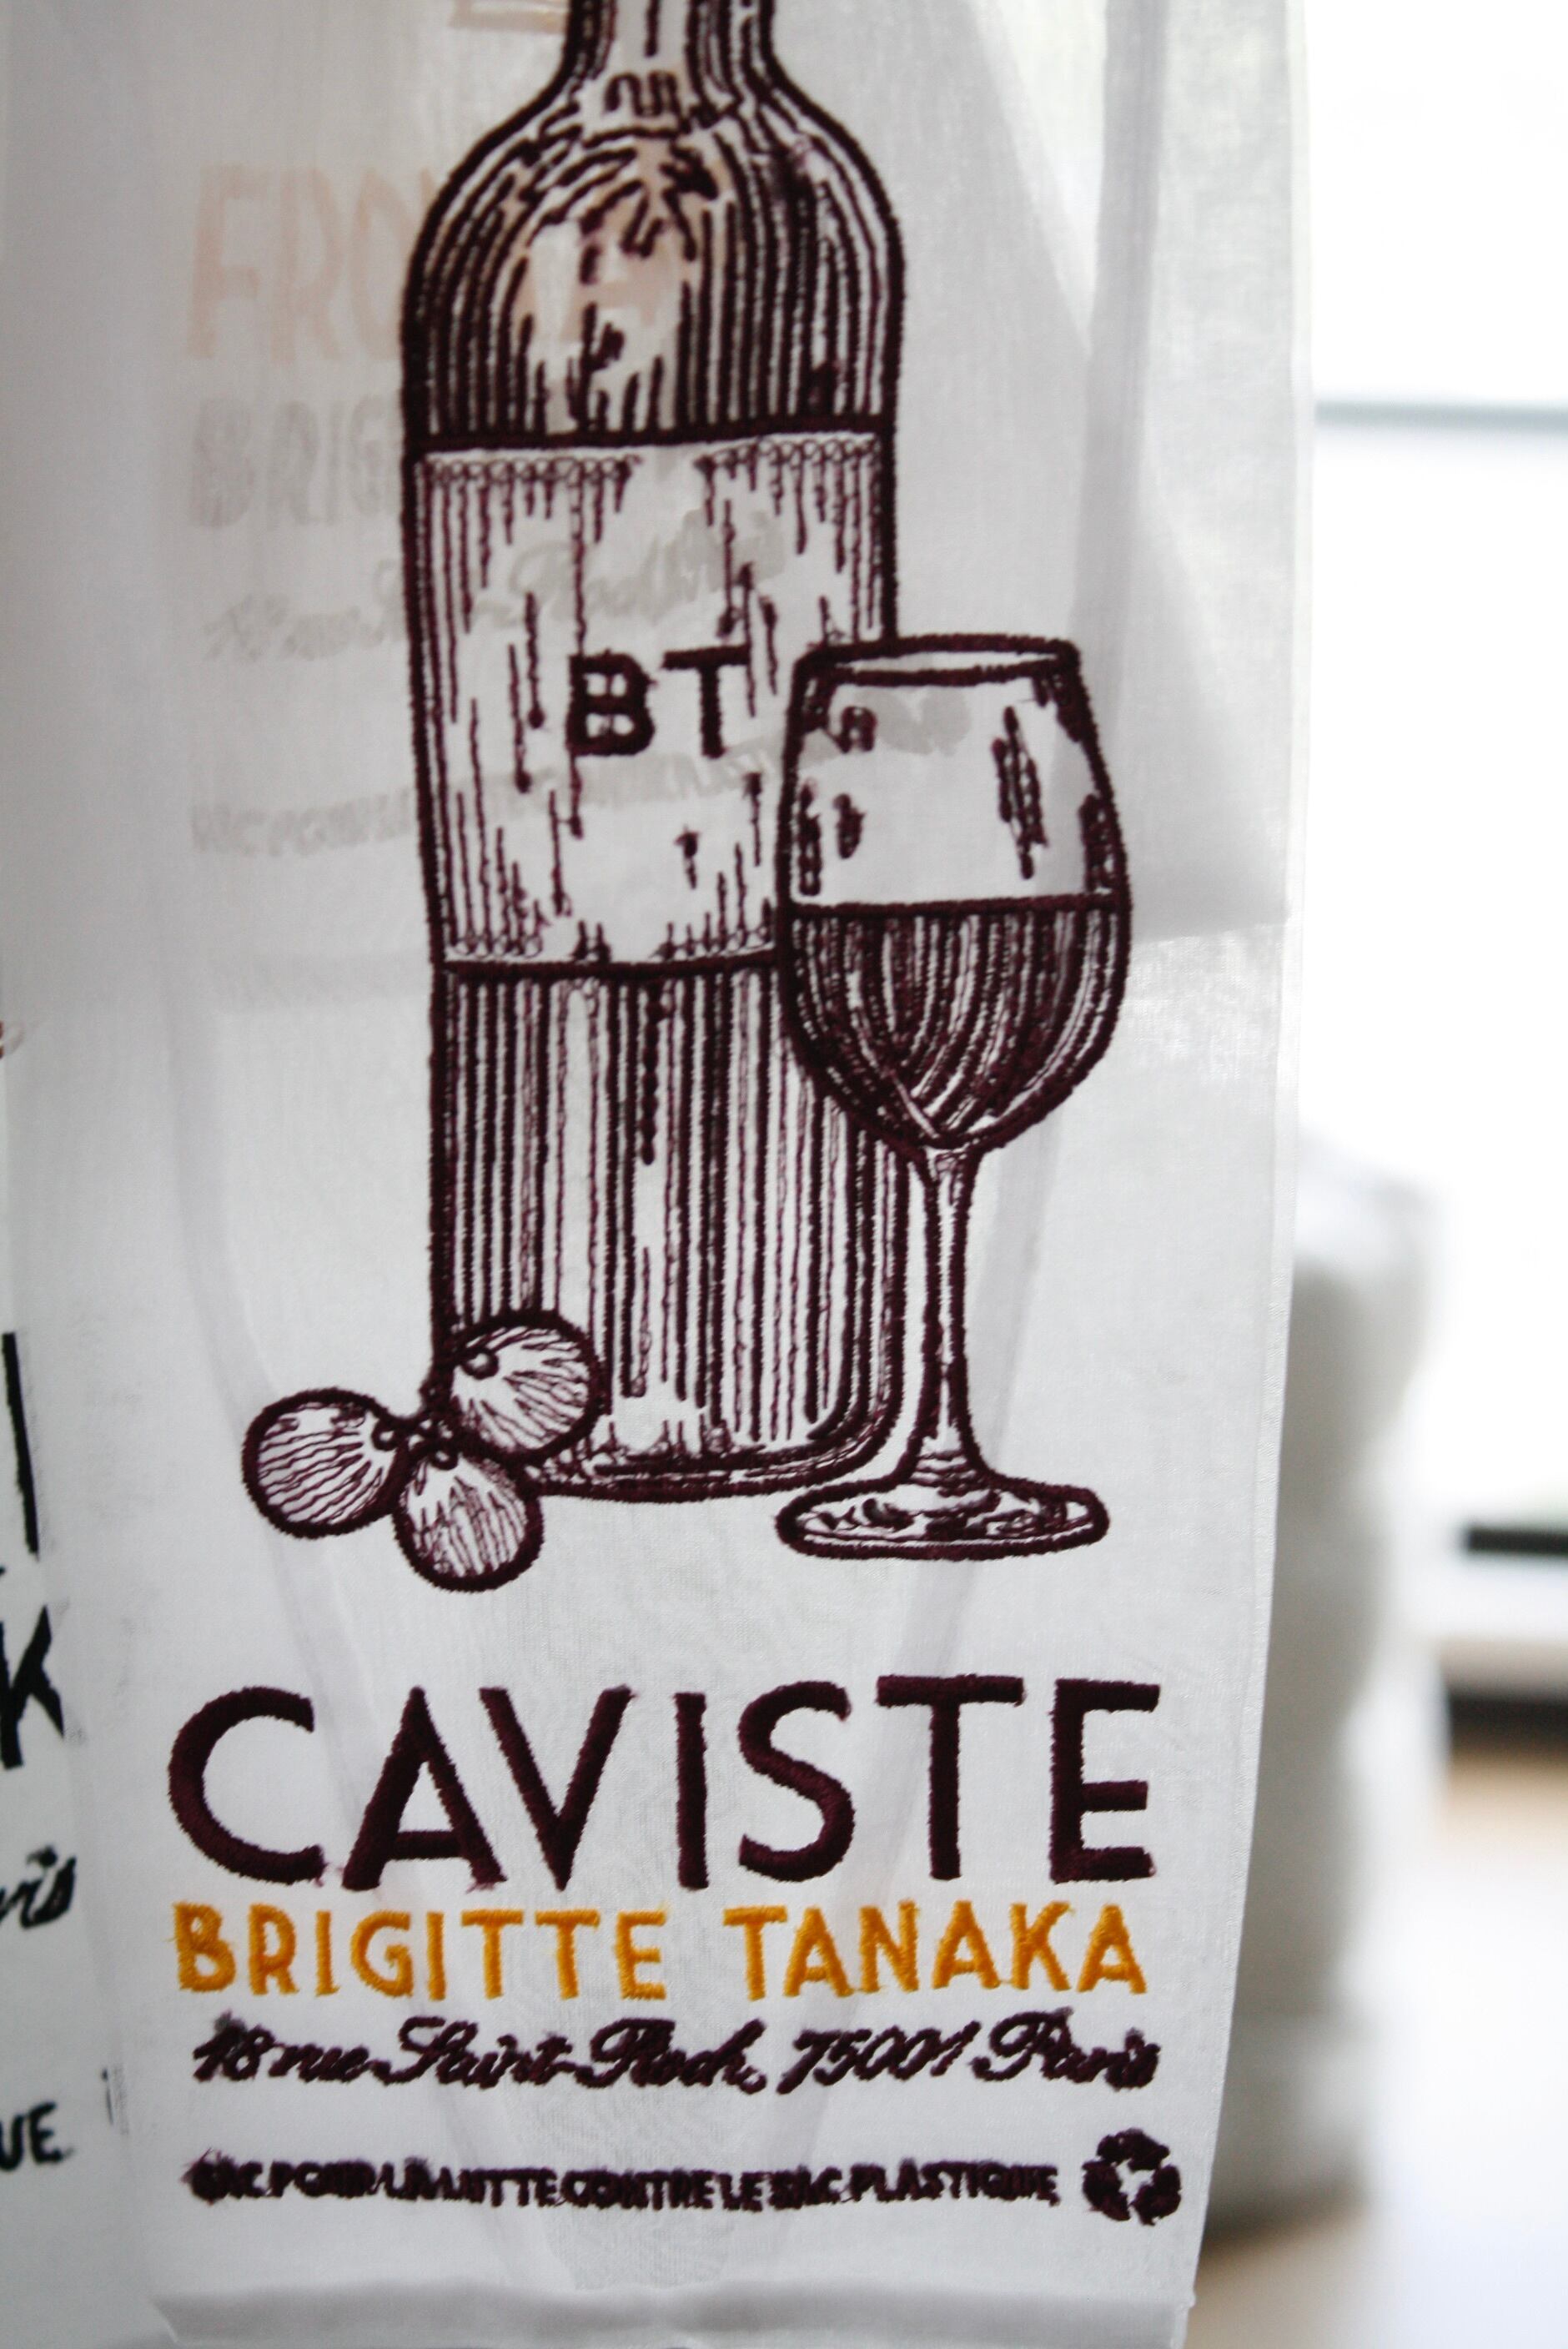 BT
CAVISTE
BRIGITTE TANAKA
18 rue Saint-Roch, 75001 Paris
SAC POUR LA LUTTE CONTRE LE SAC PLASTIQUE